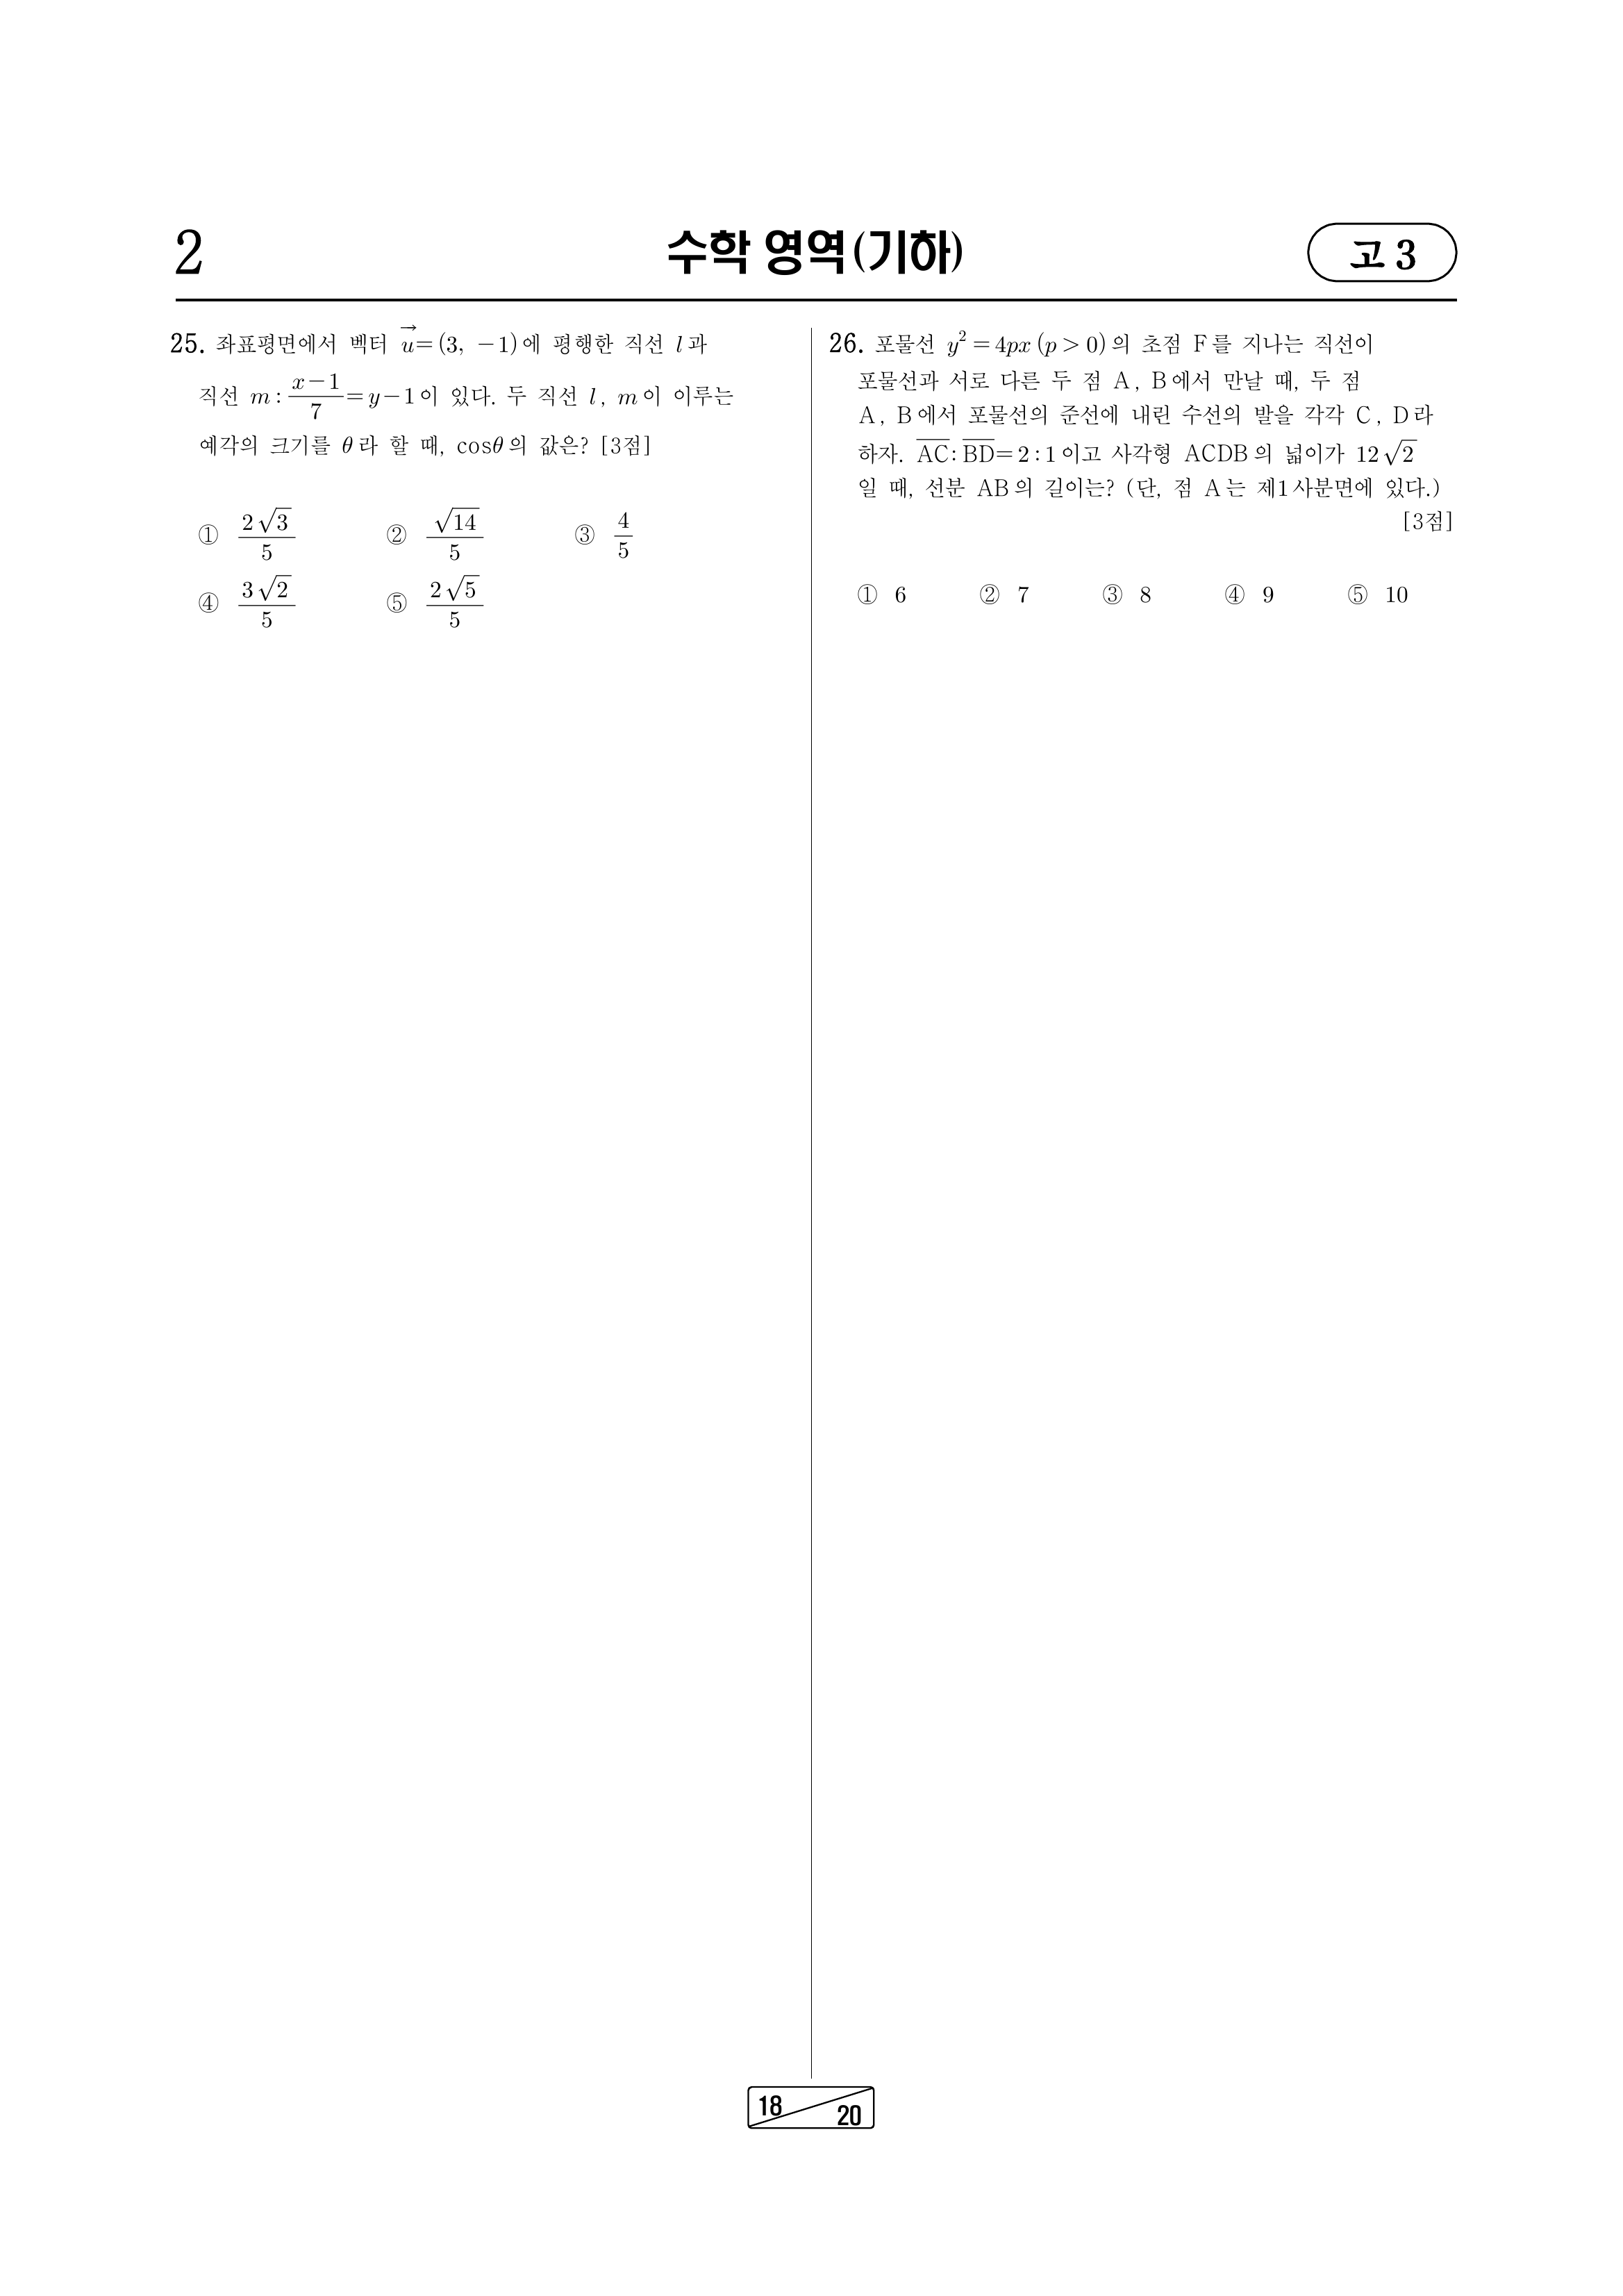 2
수학 영역(기하)
고 3
25. 좌표평면에서 벡터 $\vec{u}=(3, -1)$에 평행한 직선 $l$과
직선 $m : \frac{x-1}{7}=y-1$이 있다. 두 직선 $l$, $m$이 이루는
예각의 크기를 $\theta$라 할 때, $\cos\theta$의 값은? [3점]
① $\frac{2\sqrt{3}}{5}$ ② $\frac{\sqrt{14}}{5}$ ③ $\frac{4}{5}$
④ $\frac{3\sqrt{2}}{5}$ ⑤ $\frac{2\sqrt{5}}{5}$
26. 포물선 $y^2=4px\,(p>0)$의 초점 F를 지나는 직선이
포물선과 서로 다른 두 점 A, B에서 만날 때, 두 점
A, B에서 포물선의 준선에 내린 수선의 발을 각각 C, D라
하자. $\overline{AC}:\overline{BD}=2:1$이고 사각형 ACDB의 넓이가 $12\sqrt{2}$
일 때, 선분 AB의 길이는? (단, 점 A는 제1사분면에 있다.)
[3점]
① 6 ② 7 ③ 8 ④ 9 ⑤ 10
18
20